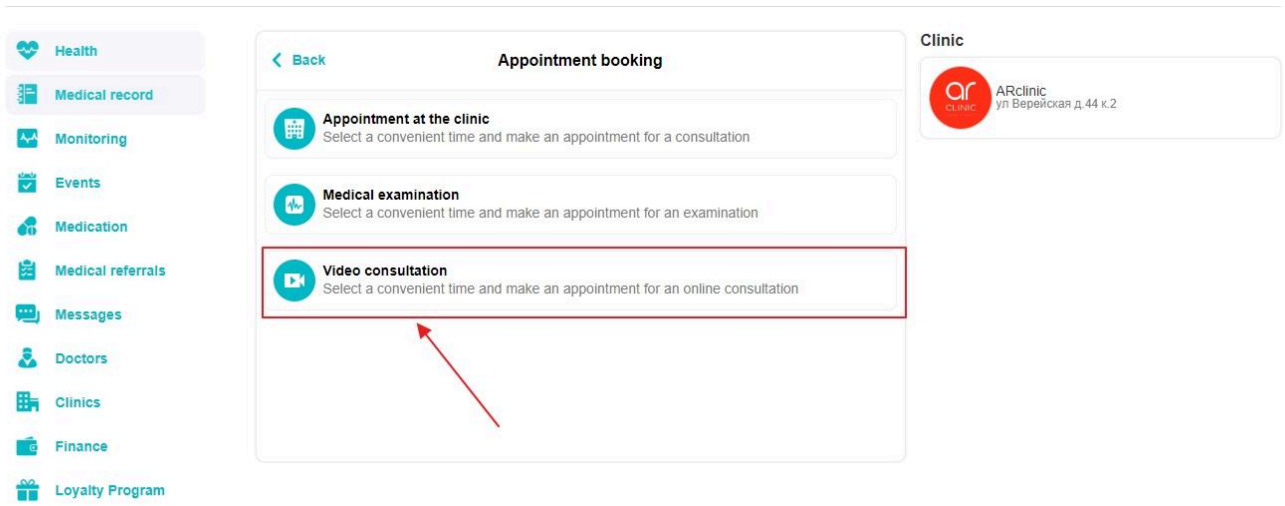 Health
Medical record
Monitoring
Events
Medication
Medical referrals
Messages
Doctors
Clinics
Finance
Loyalty Program
Back
Appointment booking
Appointment at the clinic
Select a convenient time and make an appointment for a consultation
Medical examination
Select a convenient time and make an appointment for an examination
Video consultation
Select a convenient time and make an appointment for an online consultation
Clinic
ar
CLINIC
ARclinic
ул Верейская д.44 к.2